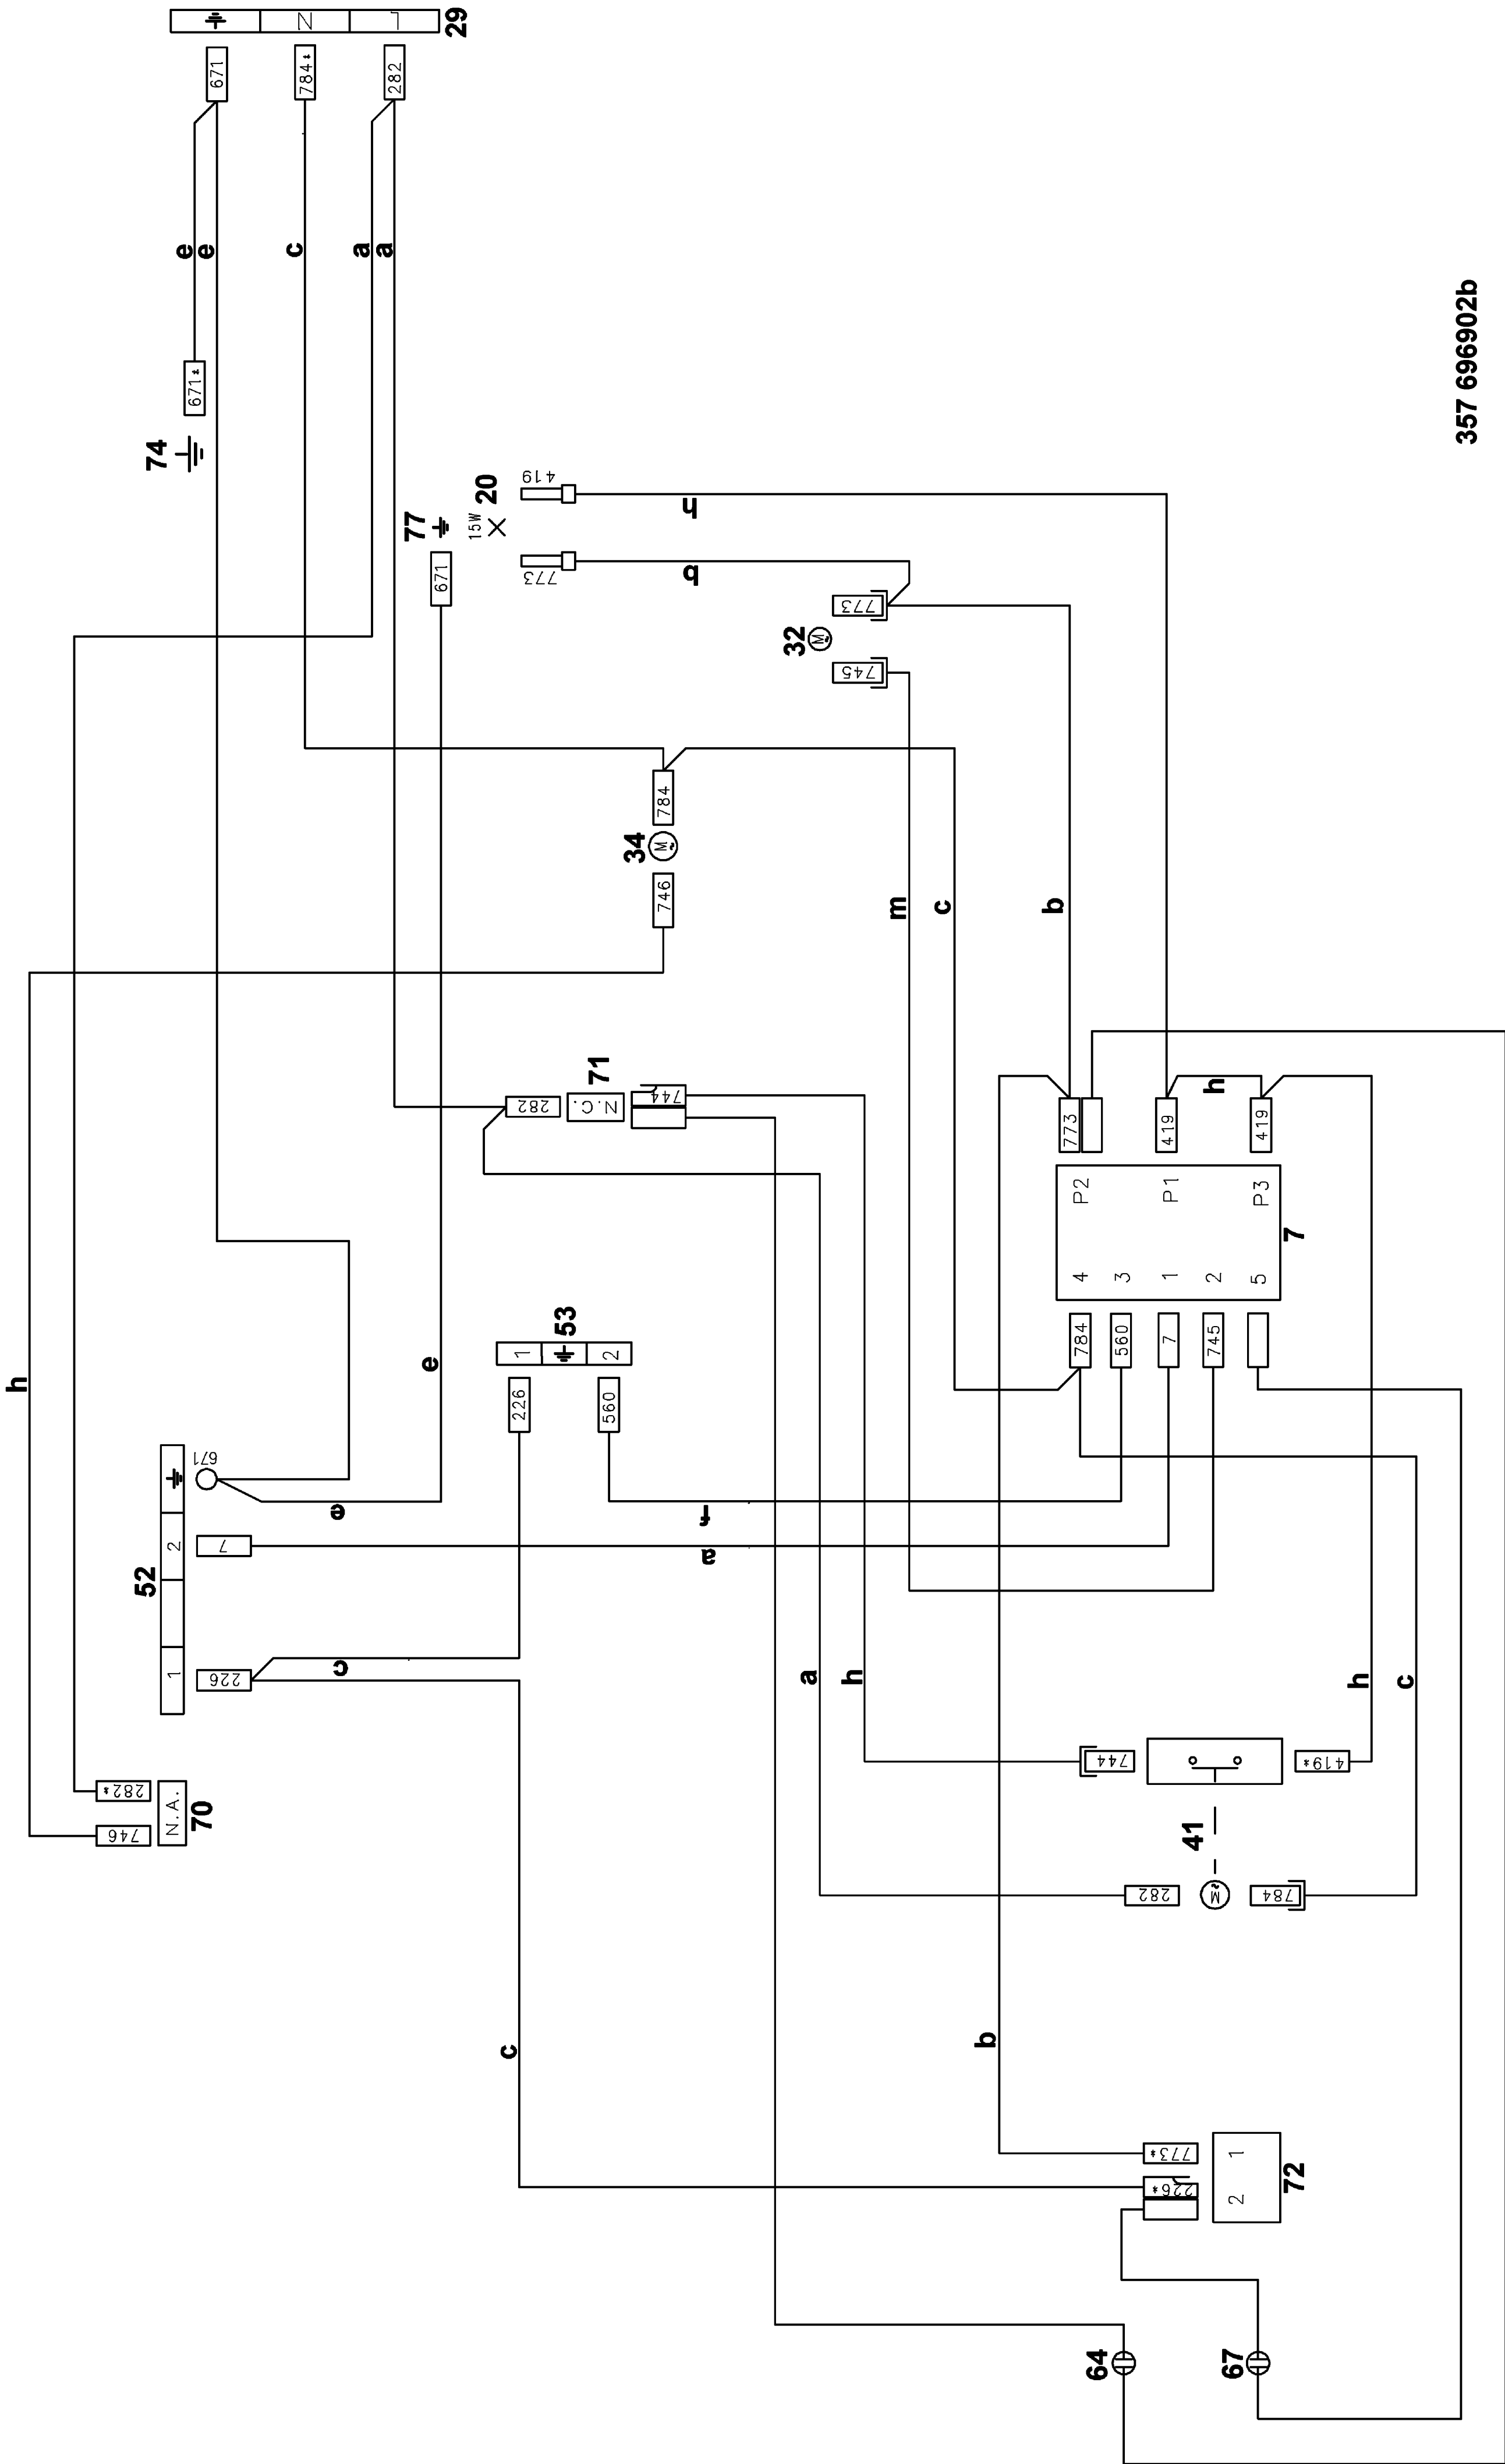 N
L
29
671
784*
282
e
e
c
a
a
671*
74
357 696902b
419
20
15W
77
773
671
h
b
773
32
745
784
34
746
m
c
b
71
282
N.C.
744
h
773
419
419
P2
P1
P3
4
3
1
2
5
7
784
560
7
745
h
e
1
53
2
226
560
671
e
f
a
2
52
7
1
226
c
a
h
h
c
282*
746
N.A.
70
744
419*
41
M
282
784
c
b
773*
226*
2 1
72
64
67
M
M